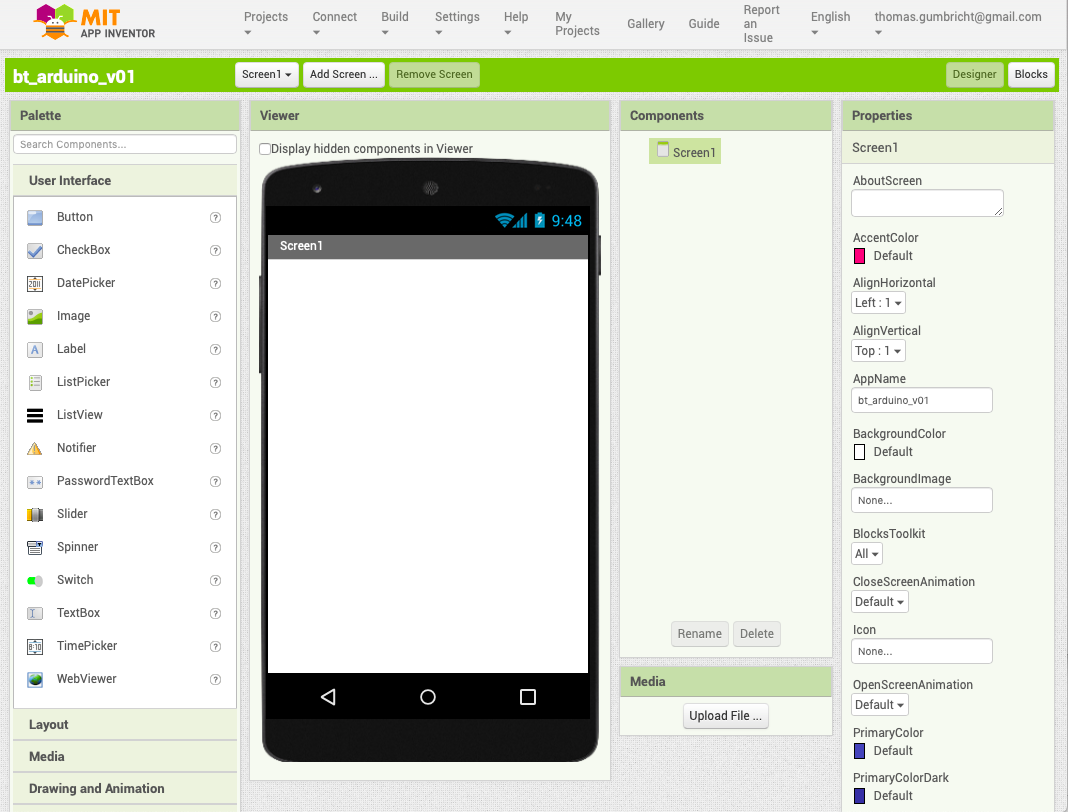 MIT
APP INVENTOR
Projects
Connect
Build
Settings
Help
My
Projects
Gallery
Guide
Report
an
Issue
English
thomas.gumbricht@gmail.com
bt_arduino_v01
Screen1
Add Screen ...
Remove Screen
Designer
Blocks
Palette
Search Components...
User Interface
Button
?
CheckBox
?
DatePicker
?
Image
?
Label
?
ListPicker
?
ListView
?
Notifier
?
PasswordTextBox
?
Slider
?
Spinner
?
Switch
?
TextBox
?
TimePicker
?
WebViewer
?
Layout
Media
Drawing and Animation
Viewer
Display hidden components in Viewer
9:48
Screen1
Components
Screen1
Rename
Delete
Media
Upload File ...
Properties
Screen1
AboutScreen
AccentColor
Default
AlignHorizontal
Left : 1
AlignVertical
Top : 1
AppName
bt_arduino_v01
BackgroundColor
Default
BackgroundImage
None...
BlocksToolkit
All
CloseScreenAnimation
Default
Icon
None...
OpenScreenAnimation
Default
PrimaryColor
Default
PrimaryColorDark
Default